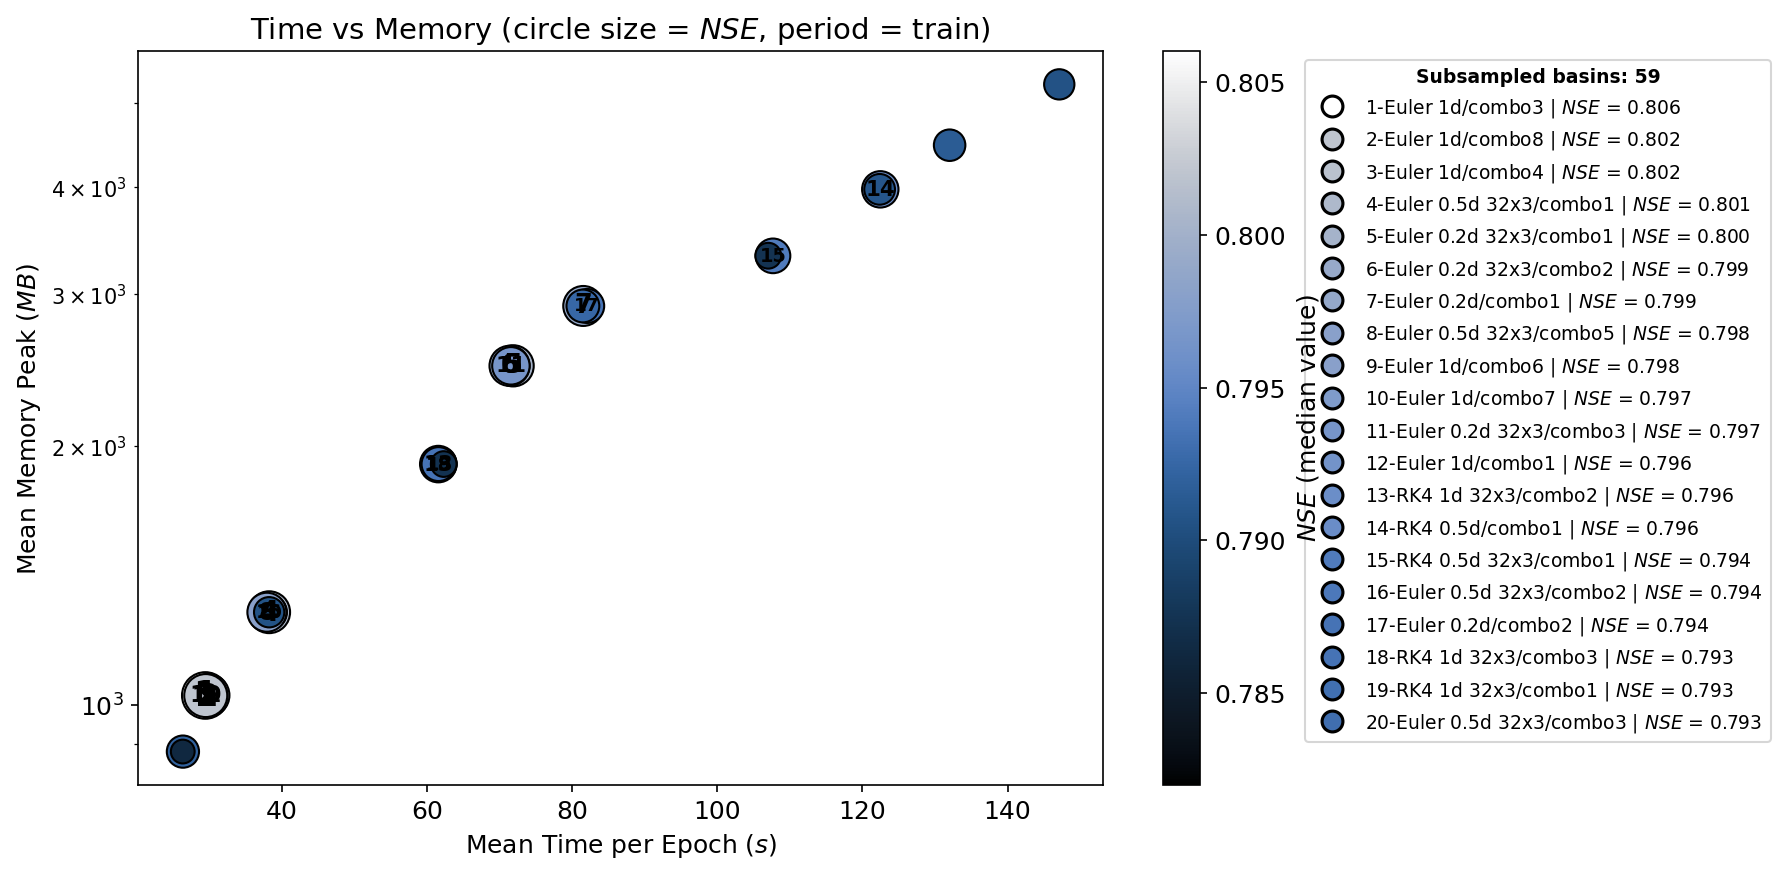 Time vs Memory (circle size = NSE, period = train)
Mean Memory Peak (MB)
4 × 10³
3 × 10³
2 × 10³
10³
14
15
17
40
60
80
100
120
140
Mean Time per Epoch (s)
0.805
0.800
0.795
0.790
0.785
NSE (median value)
Subsampled basins: 59
1-Euler 1d/combo3 | NSE = 0.806
2-Euler 1d/combo8 | NSE = 0.802
3-Euler 1d/combo4 | NSE = 0.802
4-Euler 0.5d 32x3/combo1 | NSE = 0.801
5-Euler 0.2d 32x3/combo1 | NSE = 0.800
6-Euler 0.2d 32x3/combo2 | NSE = 0.799
7-Euler 0.2d/combo1 | NSE = 0.799
8-Euler 0.5d 32x3/combo5 | NSE = 0.798
9-Euler 1d/combo6 | NSE = 0.798
10-Euler 1d/combo7 | NSE = 0.797
11-Euler 0.2d 32x3/combo3 | NSE = 0.797
12-Euler 1d/combo1 | NSE = 0.796
13-RK4 1d 32x3/combo2 | NSE = 0.796
14-RK4 0.5d/combo1 | NSE = 0.796
15-RK4 0.5d 32x3/combo1 | NSE = 0.794
16-Euler 0.5d 32x3/combo2 | NSE = 0.794
17-Euler 0.2d/combo2 | NSE = 0.794
18-RK4 1d 32x3/combo3 | NSE = 0.793
19-RK4 1d 32x3/combo1 | NSE = 0.793
20-Euler 0.5d 32x3/combo3 | NSE = 0.793